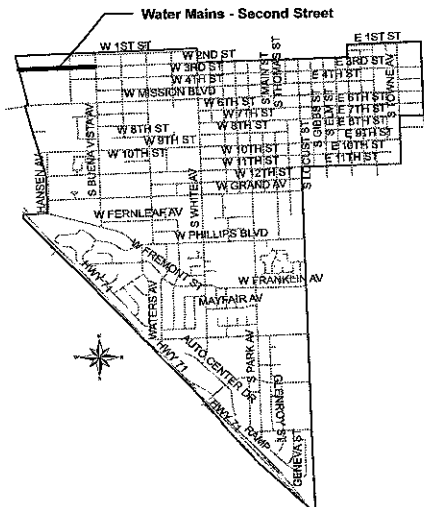 Water Mains - Second Street
W 1ST ST
E 1ST ST
W 2ND ST
W 3RD ST
E 3RD ST
W 4TH ST
E 4TH ST
W MISSION BLVD
W 6TH ST
E 6TH ST
W 7TH ST
E 7TH ST
W 8TH ST
W 8TH ST
E 8TH ST
W 9TH ST
E 9TH ST
W 10TH ST
W 10TH ST
E 10TH ST
W 11TH ST
E 11TH ST
W 12TH ST
W GRAND AV
HANSEN AV
S BUENA VISTA AV
S WHITE AV
S MAIN ST
S THOMAS ST
S LOCUST ST
S GIBBS ST
S ELM ST
S TOWNE AV
W FERNLEAF AV
W PHILLIPS BLVD
W FREMONT ST
W FRANKLIN AV
MAYFAIR AV
WATERS AV
HWY 71
HWY 71
AUTO CENTER DR
S PARK AV
GLENROY S
HWY 71 RAMP
GENEVA ST